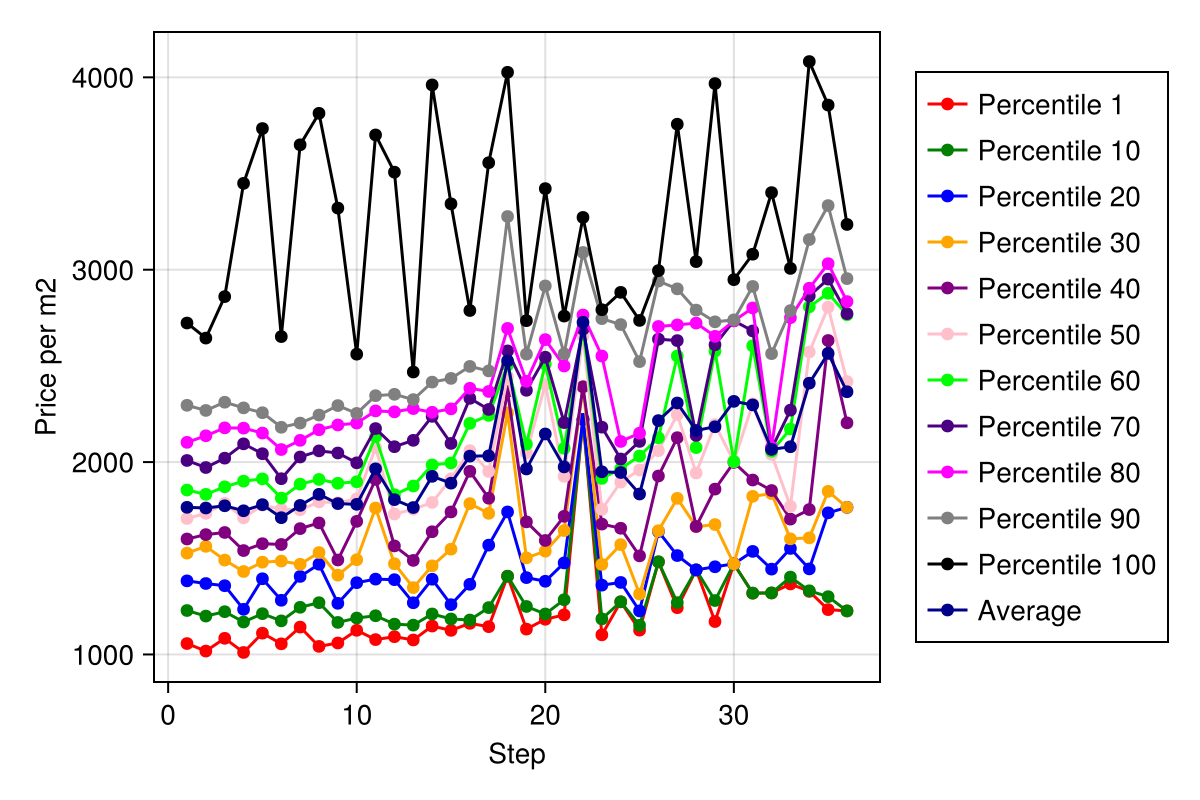 4000
3000
2000
1000
Price per m2
0 10 20 30
Step
Percentile 1
Percentile 10
Percentile 20
Percentile 30
Percentile 40
Percentile 50
Percentile 60
Percentile 70
Percentile 80
Percentile 90
Percentile 100
Average